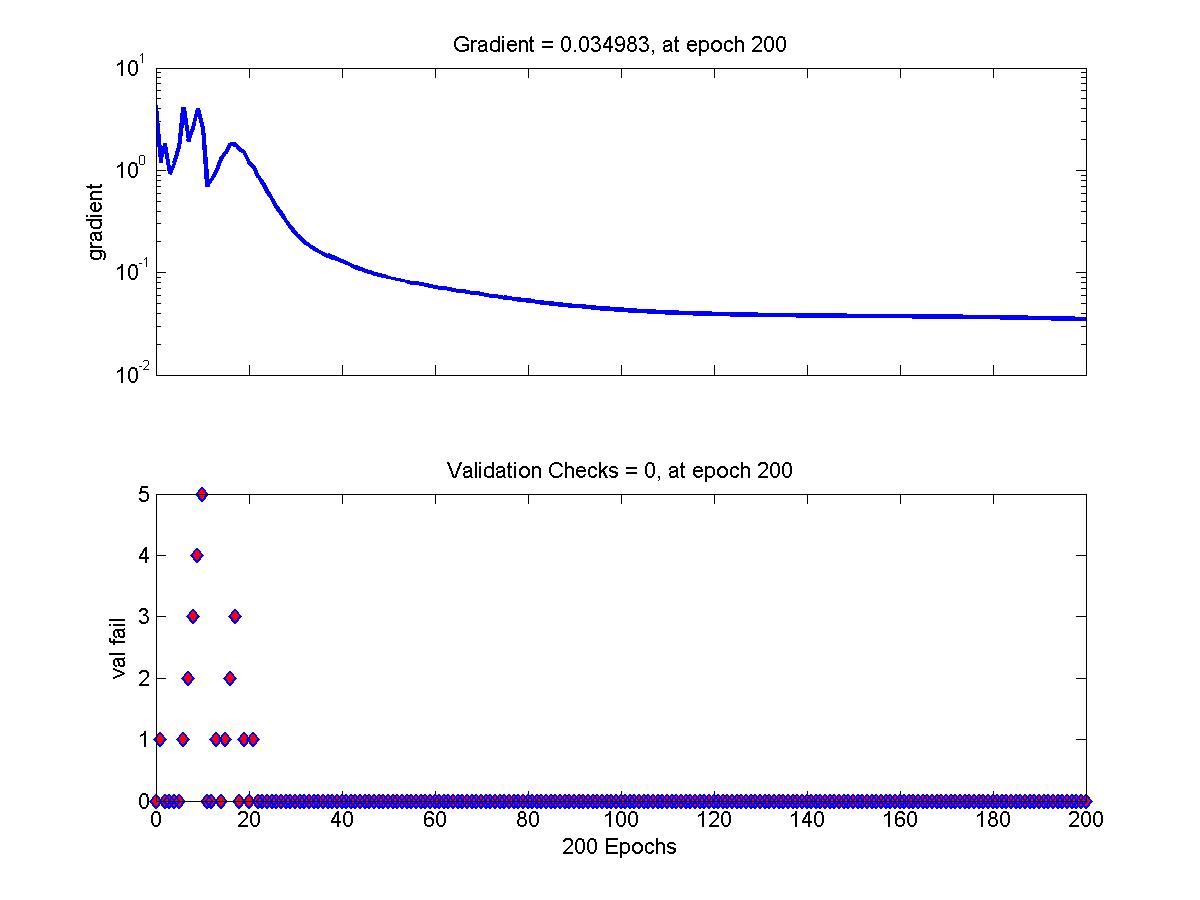 Gradient = 0.034983, at epoch 200
10^1
10^0
10^-1
10^-2
gradient
Validation Checks = 0, at epoch 200
5
4
3
2
1
0
val fail
0 20 40 60 80 100 120 140 160 180 200
200 Epochs